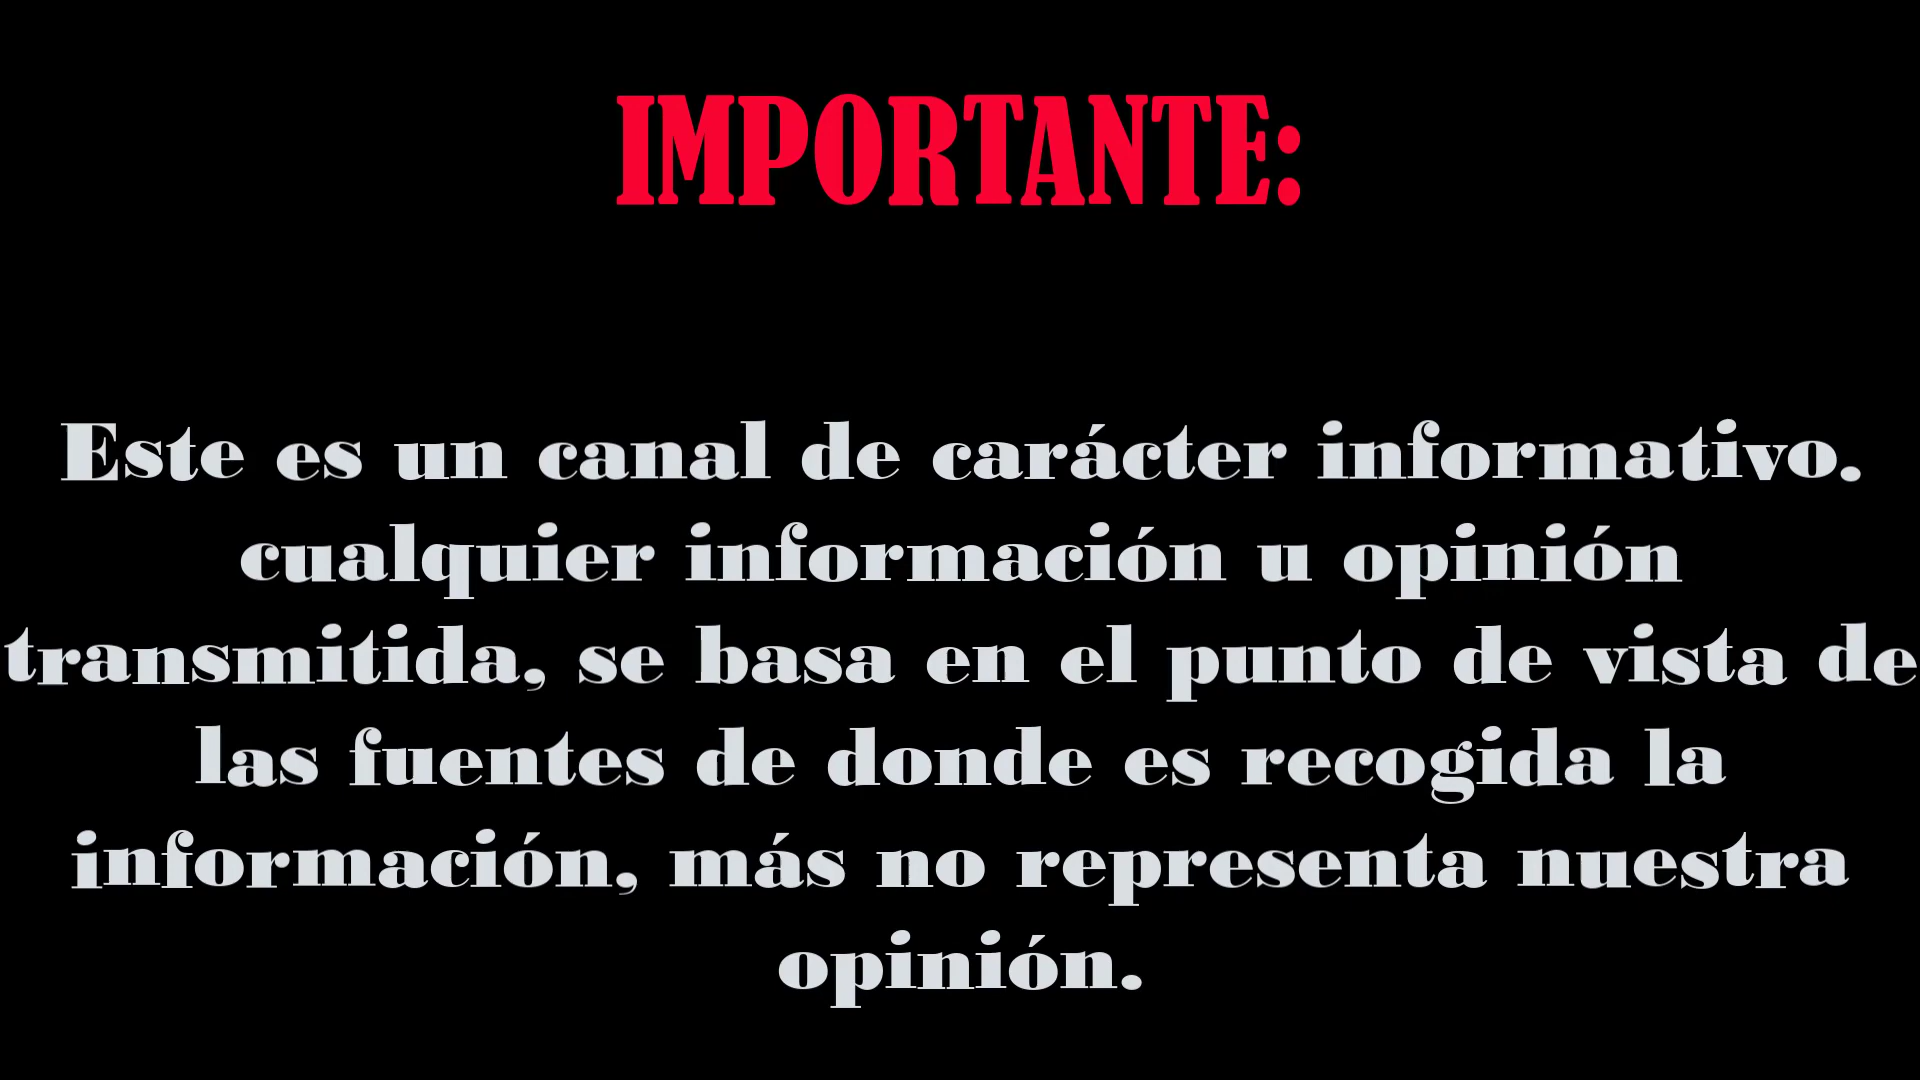 IMPORTANTE:
Este es un canal de carácter informativo.
cualquier información u opinión
transmitida, se basa en el punto de vista de
las fuentes de donde es recogida la
información, más no representa nuestra
opinión.